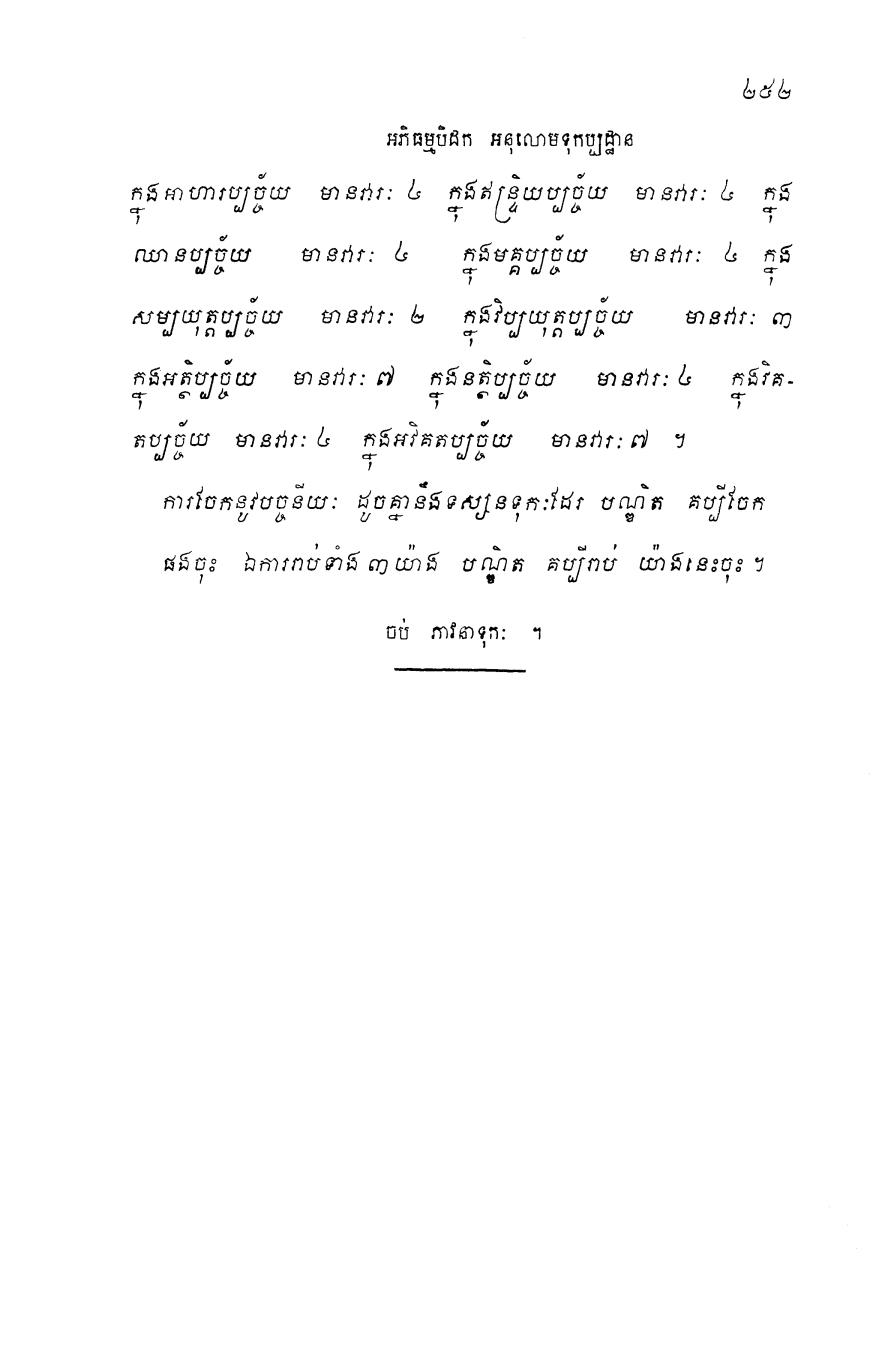 ២៥២
អភិធម្មបិដក អនុលោមទុកប្បដ្ឋាន
ក្នុងអាហារប្បច្ច័យ មានវារៈ ៤ ក្នុងឥន្ទ្រិយប្បច្ច័យ មានវារៈ ៤ ក្នុង
ឈានប្បច្ច័យ មានវារៈ ៤ ក្នុងមគ្គប្បច្ច័យ មានវារៈ ៤ ក្នុង
សម្បយុត្តប្បច្ច័យ មានវារៈ ២ ក្នុងវិប្បយុត្តប្បច្ច័យ មានវារៈ ៣
ក្នុងអត្ថិប្បច្ច័យ មានវារៈ ៧ ក្នុងនត្ថិប្បច្ច័យ មានវារៈ ៤ ក្នុងវិគ-
តប្បច្ច័យ មានវារៈ ៤ ក្នុងអវិគតប្បច្ច័យ មានវារៈ ៧ ។
ការចែកនូវបច្ចនីយៈ ដូចគ្នានឹងទស្សនទុកៈដែរ បណ្ឌិត គប្បីចែក
ផងចុះ ឯការរាប់ទាំង ៣ យ៉ាង បណ្ឌិត គប្បីរាប់ យ៉ាងនេះចុះ ។
ចប់ ភាវនាទុកៈ ។